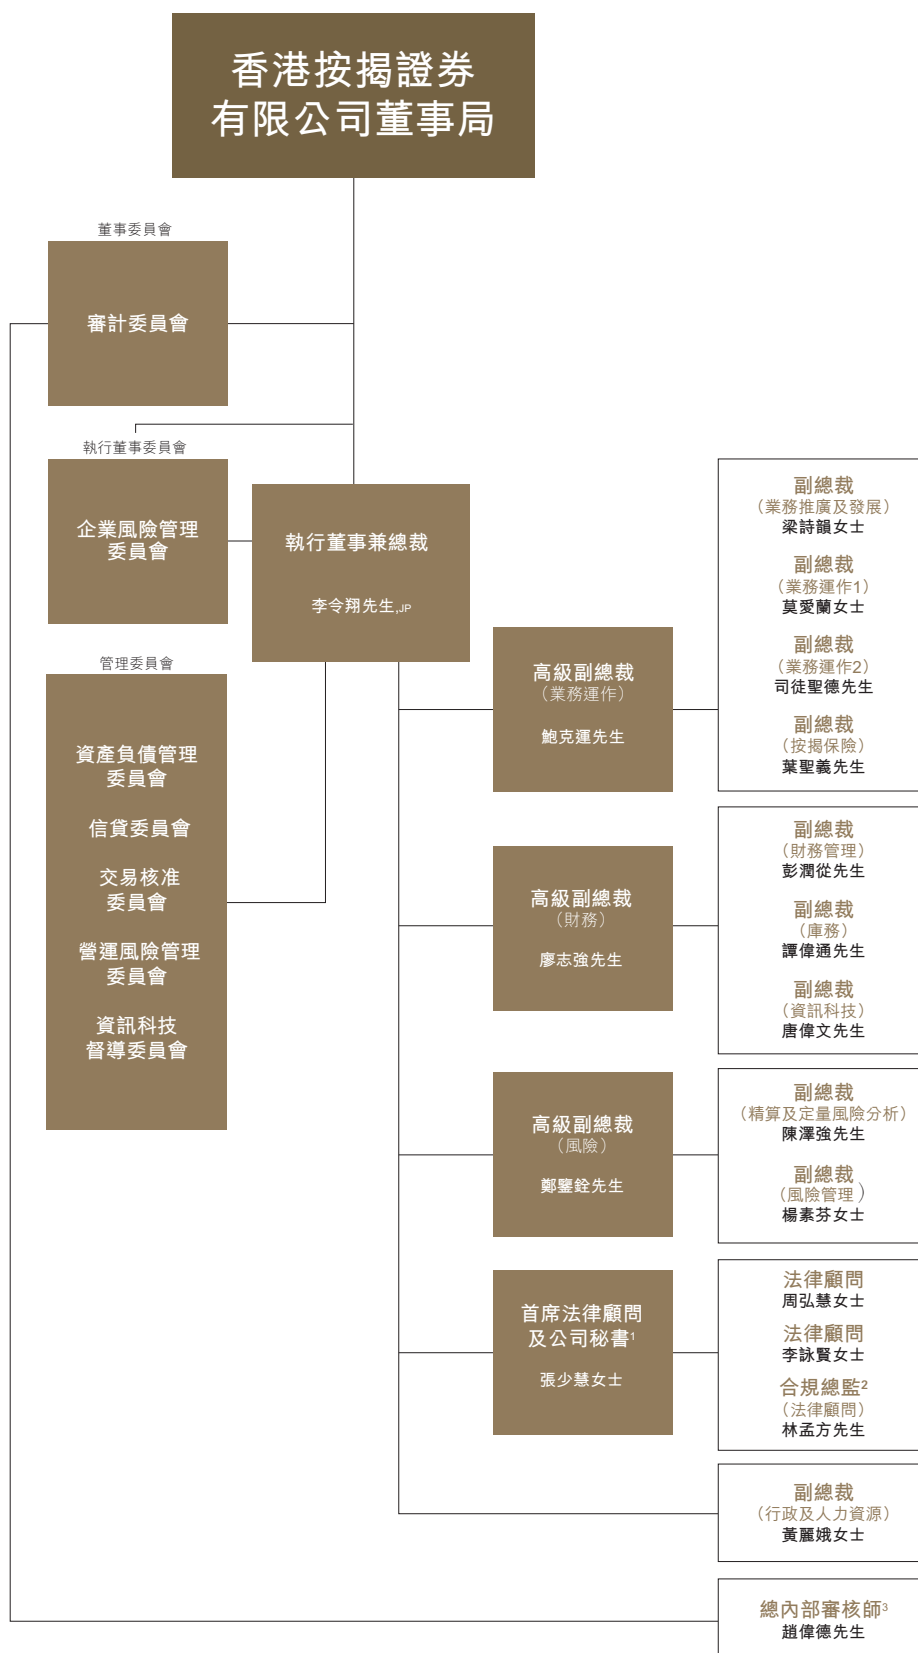 香港按揭證券
有限公司董事局
董事委員會
審計委員會
執行董事委員會
企業風險管理
委員會
執行董事兼總裁
李令翔先生,JP
管理委員會
資產負債管理
委員會
信貸委員會
交易核准
委員會
營運風險管理
委員會
資訊科技
督導委員會
高級副總裁
（業務運作）
鮑克運先生
副總裁
（業務推廣及發展）
梁詩韻女士
副總裁
（業務運作1）
莫愛蘭女士
副總裁
（業務運作2）
司徒聖德先生
副總裁
（按揭保險）
葉聖義先生
高級副總裁
（財務）
廖志強先生
副總裁
（財務管理）
彭潤從先生
副總裁
（庫務）
譚偉通先生
副總裁
（資訊科技）
唐偉文先生
高級副總裁
（風險）
鄭鑒銓先生
副總裁
（精算及定量風險分析）
陳澤強先生
副總裁
（風險管理）
楊素芬女士
首席法律顧問
及公司秘書1
張少慧女士
法律顧問
周弘慧女士
法律顧問
李詠賢女士
合規總監2
（法律顧問）
林孟方先生
副總裁
（行政及人力資源）
黃麗娥女士
總內部審核師3
趙偉德先生